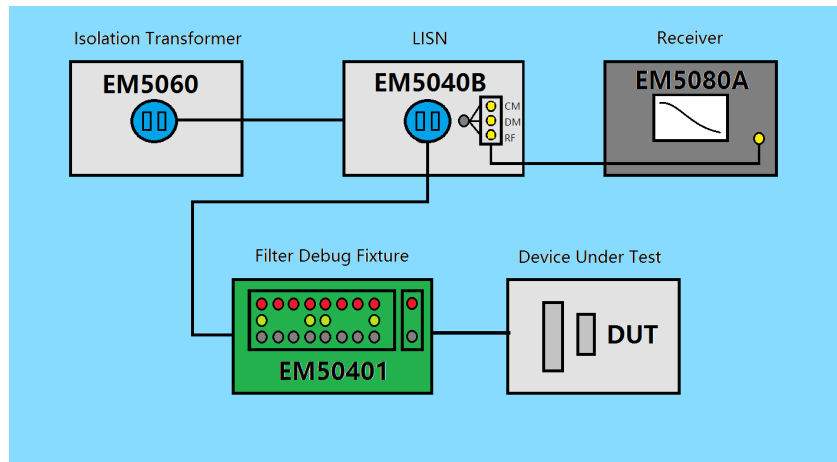 Isolation Transformer
LISN
Receiver
EM5060
EM5040B
EM5080A
CM
DM
RF
Filter Debug Fixture
Device Under Test
DUT
EM50401